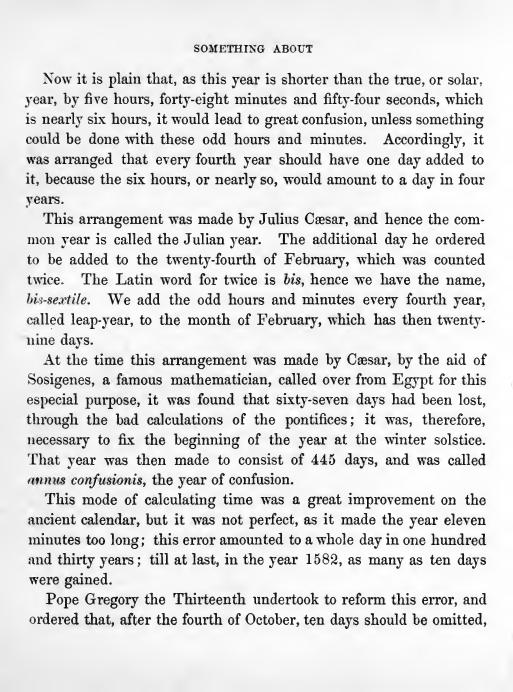 SOMETHING ABOUT
Now it is plain that, as this year is shorter than the true, or solar,
year, by five hours, forty-eight minutes and fifty-four seconds, which
is nearly six hours, it would lead to great confusion, unless something
could be done with these odd hours and minutes. Accordingly, it
was arranged that every fourth year should have one day added to
it, because the six hours, or nearly so, would amount to a day in four
years.
This arrangement was made by Julius Cæsar, and hence the com-
mon year is called the Julian year. The additional day he ordered
to be added to the twenty-fourth of February, which was counted
twice. The Latin word for twice is bis, hence we have the name,
bis-sextile. We add the odd hours and minutes every fourth year,
called leap-year, to the month of February, which has then twenty-
nine days.
At the time this arrangement was made by Cæsar, by the aid of
Sosigenes, a famous mathematician, called over from Egypt for this
especial purpose, it was found that sixty-seven days had been lost,
through the bad calculations of the pontifices; it was, therefore,
necessary to fix the beginning of the year at the winter solstice.
That year was then made to consist of 445 days, and was called
annus confusionis, the year of confusion.
This mode of calculating time was a great improvement on the
ancient calendar, but it was not perfect, as it made the year eleven
minutes too long; this error amounted to a whole day in one hundred
and thirty years; till at last, in the year 1582, as many as ten days
were gained.
Pope Gregory the Thirteenth undertook to reform this error, and
ordered that, after the fourth of October, ten days should be omitted,